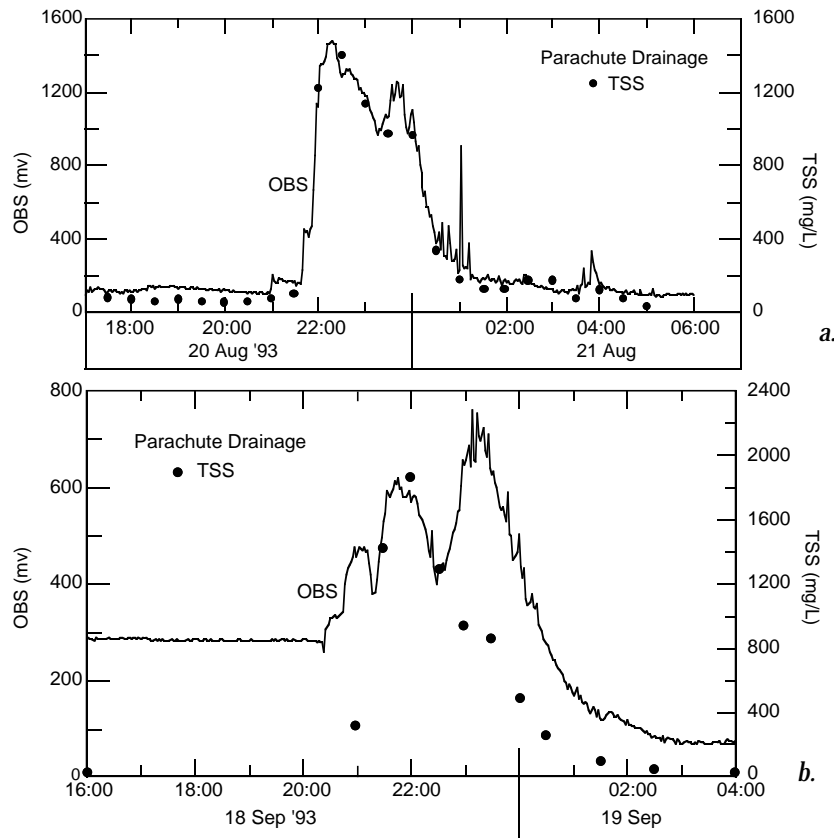 1600
1200
800
400
0
OBS (mv)
1600
1200
800
400
0
TSS (mg/L)
Parachute Drainage
TSS
OBS
18:00 20:00 22:00 02:00 04:00 06:00
20 Aug '93 21 Aug
a.
800
600
400
200
0
OBS (mv)
2400
2000
1600
1200
800
400
0
TSS (mg/L)
Parachute Drainage
TSS
OBS
16:00 18:00 20:00 22:00 02:00 04:00
18 Sep '93 19 Sep
b.